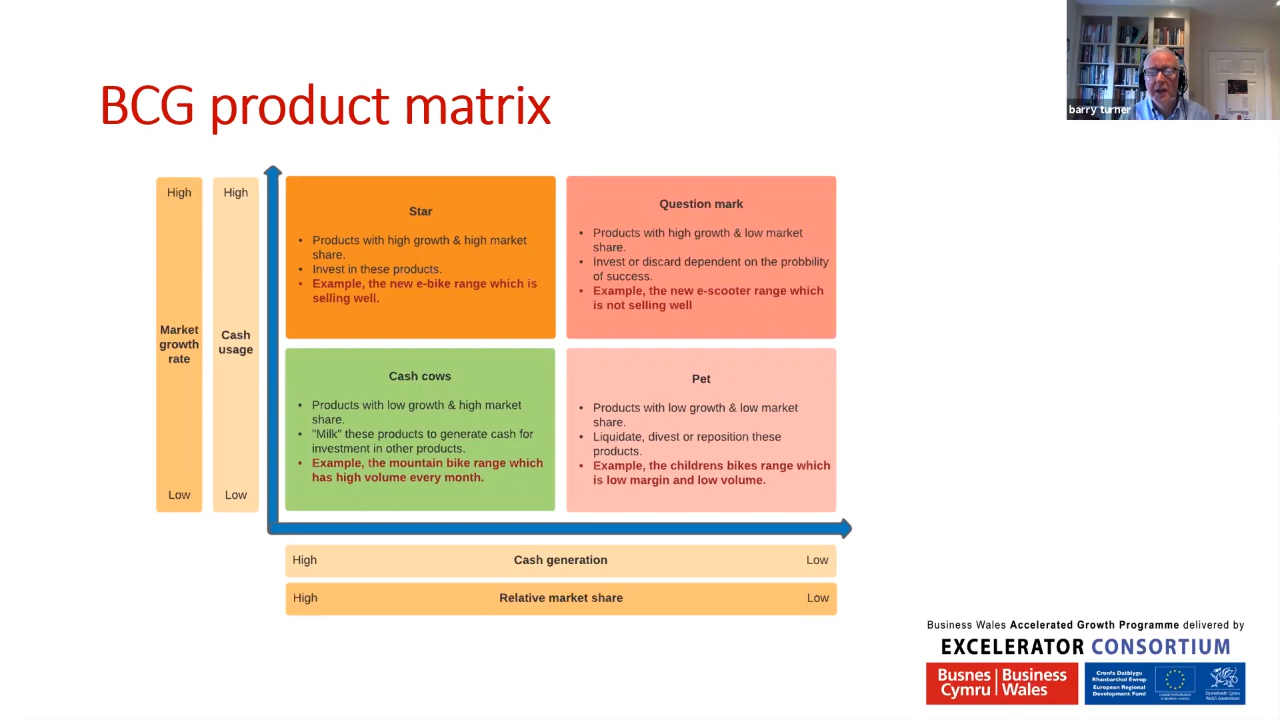 barry turner
BCG product matrix
High
Market
growth
rate
Low
High
Cash
usage
Low
Star
• Products with high growth & high market
share.
• Invest in these products.
• Example, the new e-bike range which is
selling well.
Question mark
• Products with high growth & low market
share.
• Invest or discard dependent on the probbility
of success.
• Example, the new e-scooter range which
is not selling well
Cash cows
• Products with low growth & high market
share.
• "Milk" these products to generate cash for
investment in other products.
• Example, the mountain bike range which
has high volume every month.
Pet
• Products with low growth & low market
share.
• Liquidate, divest or reposition these
products.
• Example, the childrens bikes range which
is low margin and low volume.
High Cash generation Low
High Relative market share Low
Business Wales Accelerated Growth Programme delivered by
EXCELERATOR CONSORTIUM
Busnes Business
Cymru Wales
Cronfa Datblygu
Rhanbarthol Ewrop
European Regional
Development Fund